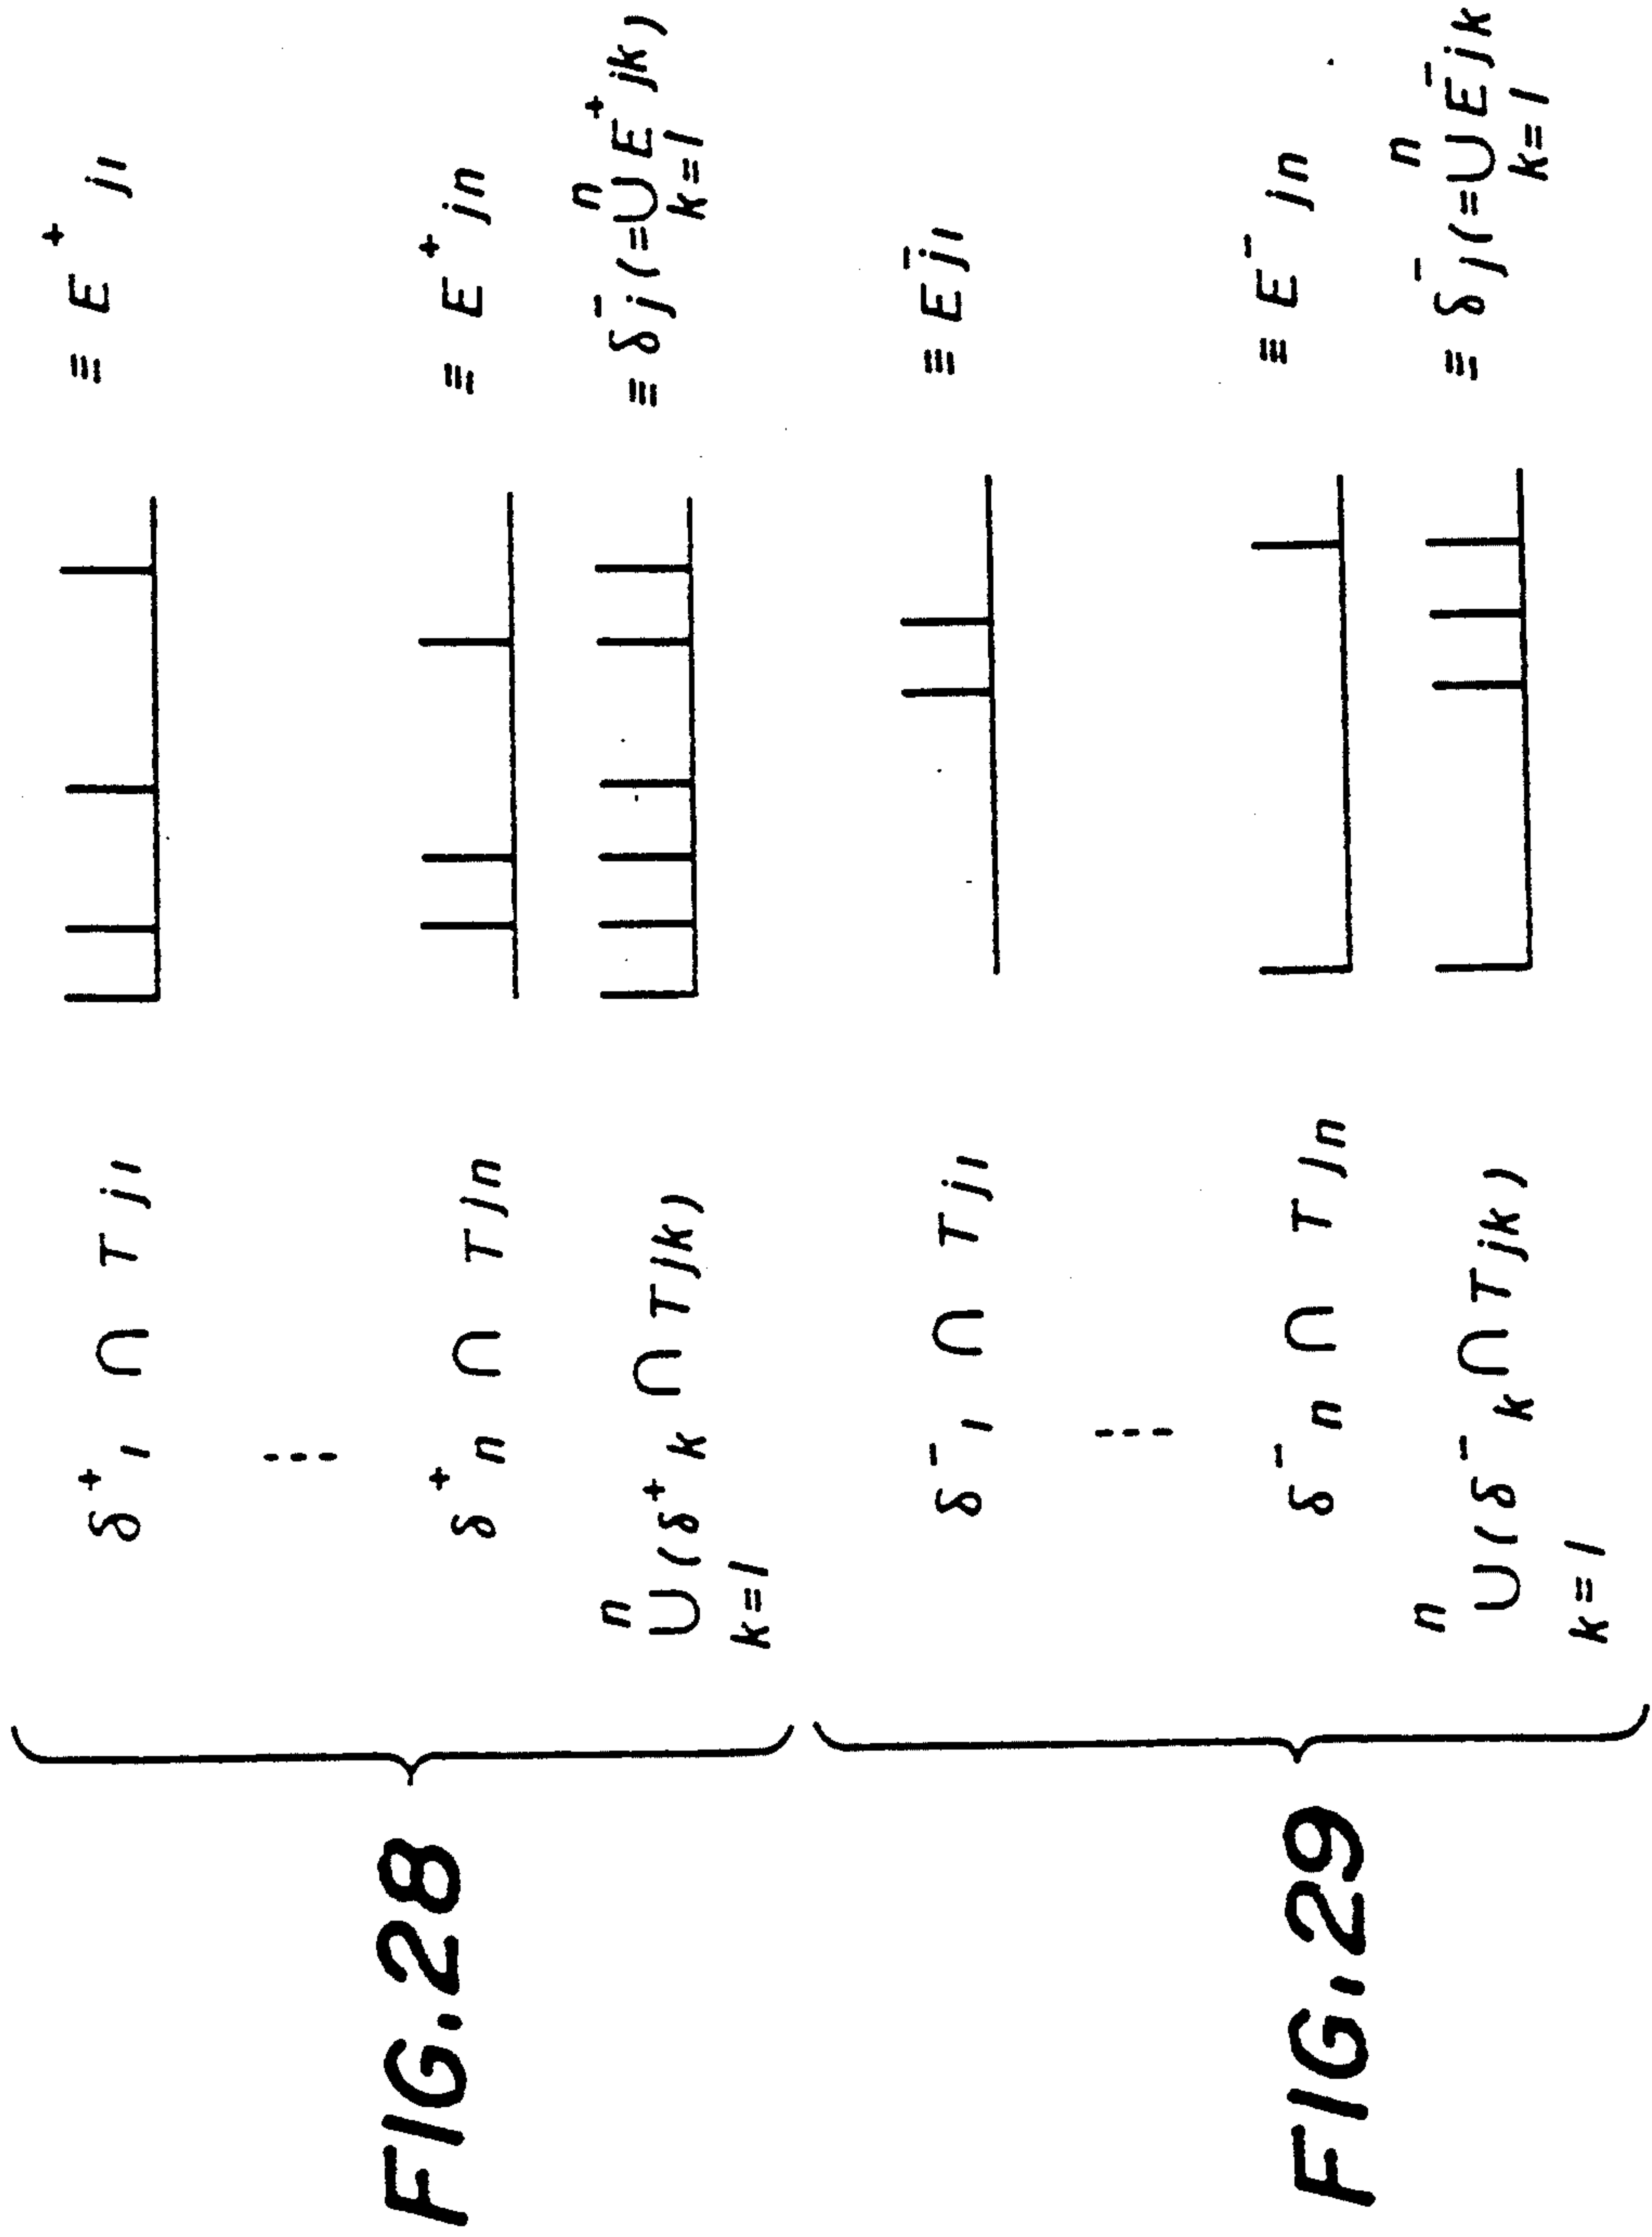 FIG. 28
δ⁺₁ ∩ Tj₁ ≡ E⁺j₁
⋮
δ⁺n ∩ Tjn ≡ E⁺jn
n n
∪(δ⁺k ∩ Tjk) ≡ δ⁻j(=∪E⁺jk)
k=1 k=1
FIG. 29
δ⁻₁ ∩ Tj₁ ≡ E⁻j₁
⋮
δ⁻n ∩ Tjn ≡ E⁻jn
n n
∪(δ⁻k ∩ Tjk) ≡ δ⁻j(=∪E⁻jk
k=1 k=1